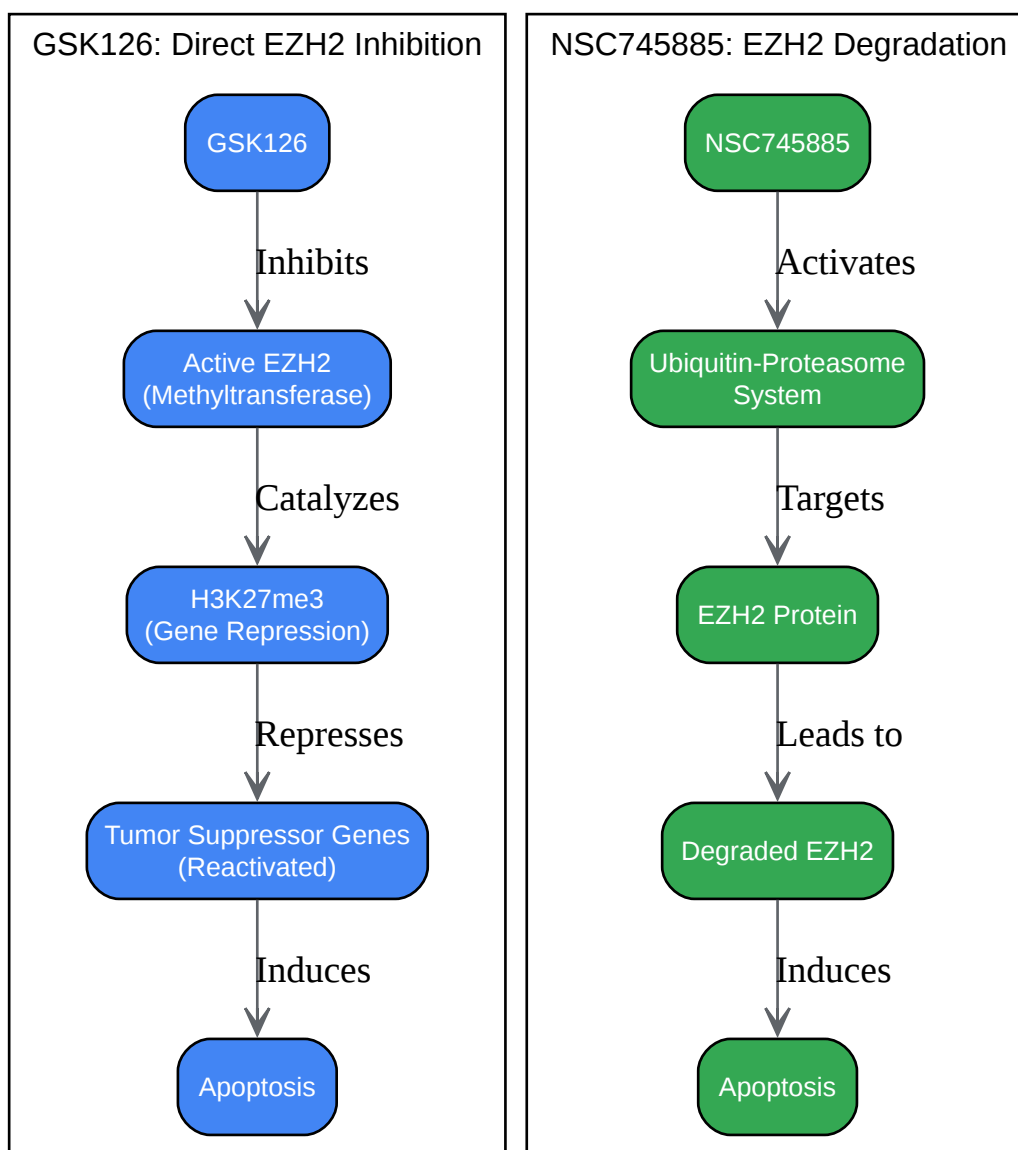 GSK126: Direct EZH2 Inhibition
GSK126
Inhibits
Active EZH2
(Methyltransferase)
Catalyzes
H3K27me3
(Gene Repression)
Represses
Tumor Suppressor Genes
(Reactivated)
Induces
Apoptosis
NSC745885: EZH2 Degradation
NSC745885
Activates
Ubiquitin-Proteasome
System
Targets
EZH2 Protein
Leads to
Degraded EZH2
Induces
Apoptosis